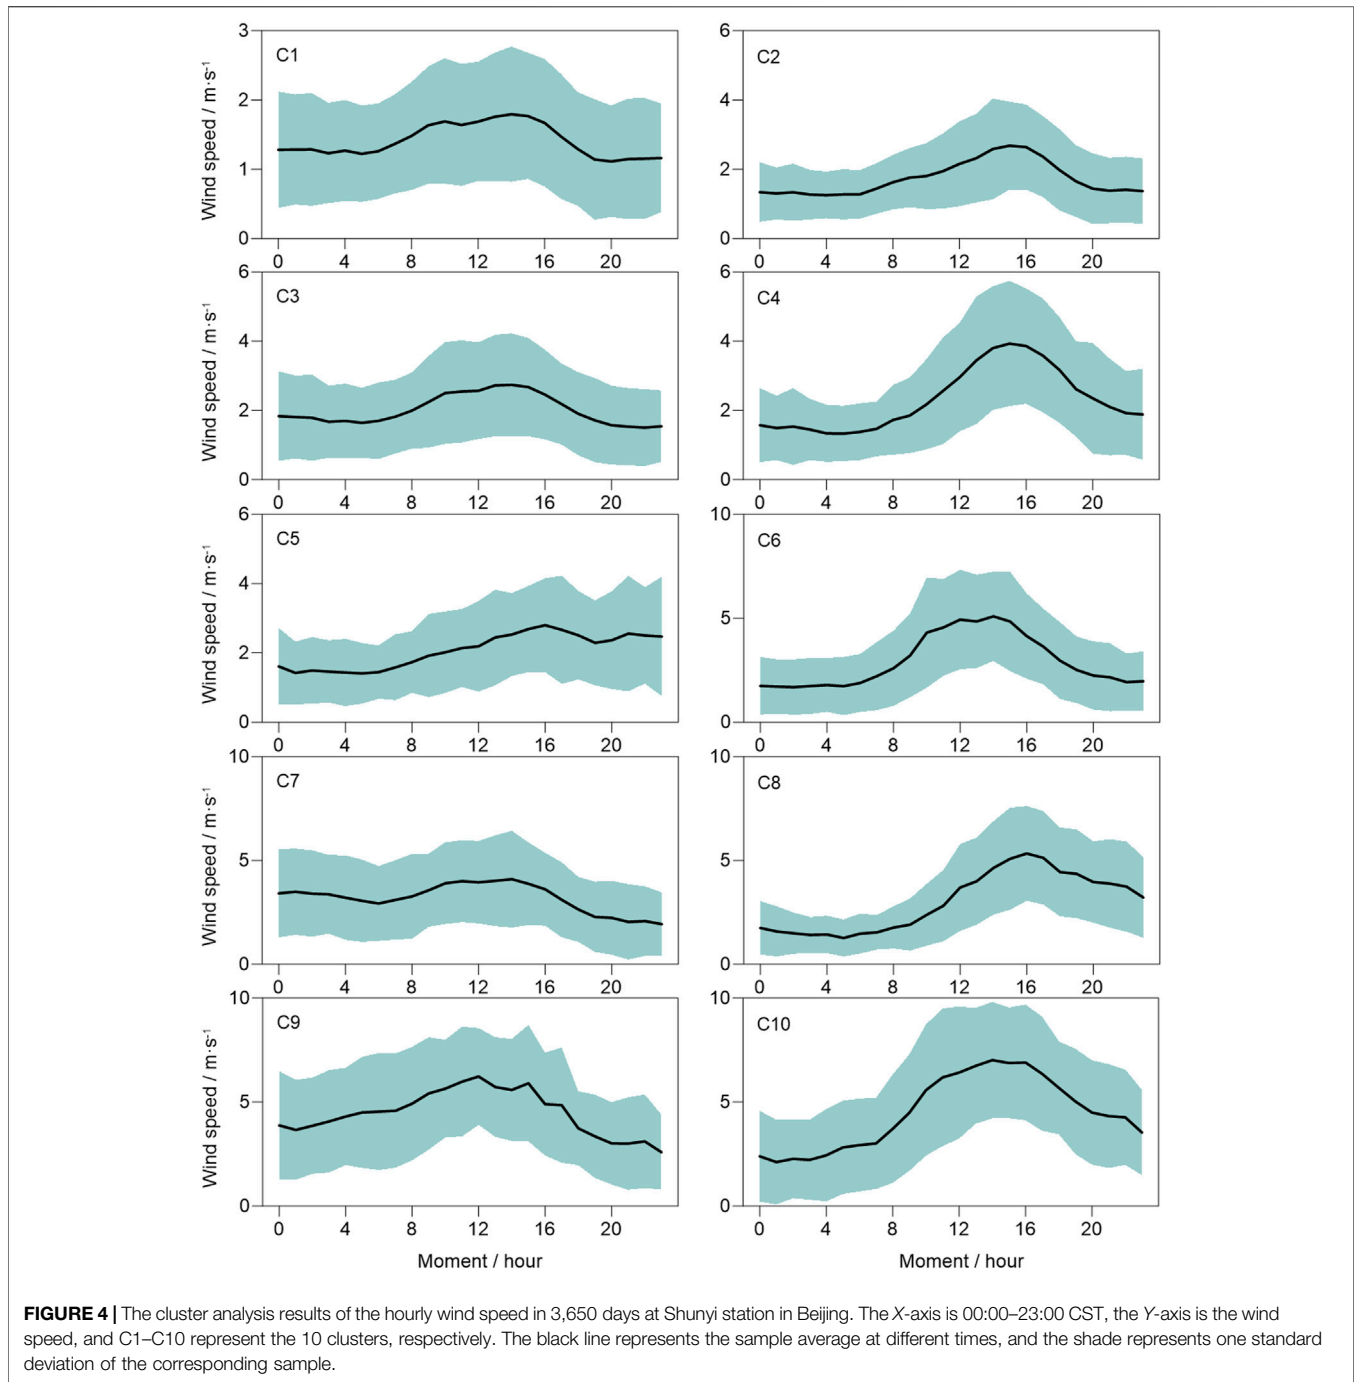 C1
Wind speed / m·s⁻¹
3
2
1
0
0 4 8 12 16 20
C2
6
4
2
0
0 4 8 12 16 20
C3
Wind speed / m·s⁻¹
6
4
2
0
0 4 8 12 16 20
C4
6
4
2
0
0 4 8 12 16 20
C5
Wind speed / m·s⁻¹
6
4
2
0
0 4 8 12 16 20
C6
10
5
0
0 4 8 12 16 20
C7
Wind speed / m·s⁻¹
10
5
0
0 4 8 12 16 20
C8
10
5
0
0 4 8 12 16 20
C9
Wind speed / m·s⁻¹
10
5
0
0 4 8 12 16 20
Moment / hour
C10
10
5
0
0 4 8 12 16 20
Moment / hour
FIGURE 4 | The cluster analysis results of the hourly wind speed in 3,650 days at Shunyi station in Beijing. The X-axis is 00:00–23:00 CST, the Y-axis is the wind
speed, and C1–C10 represent the 10 clusters, respectively. The black line represents the sample average at different times, and the shade represents one standard
deviation of the corresponding sample.